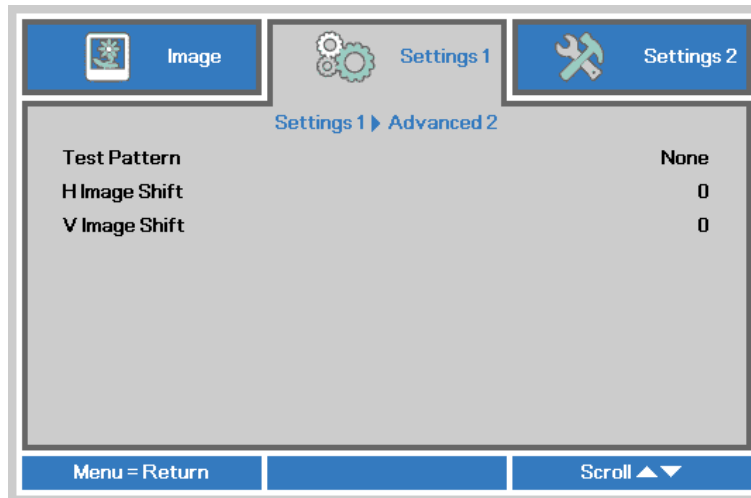 Image
Settings 1
Settings 2
Settings 1 ▶ Advanced 2
Test Pattern None
H Image Shift 0
V Image Shift 0
Menu = Return
Scroll ▲▼